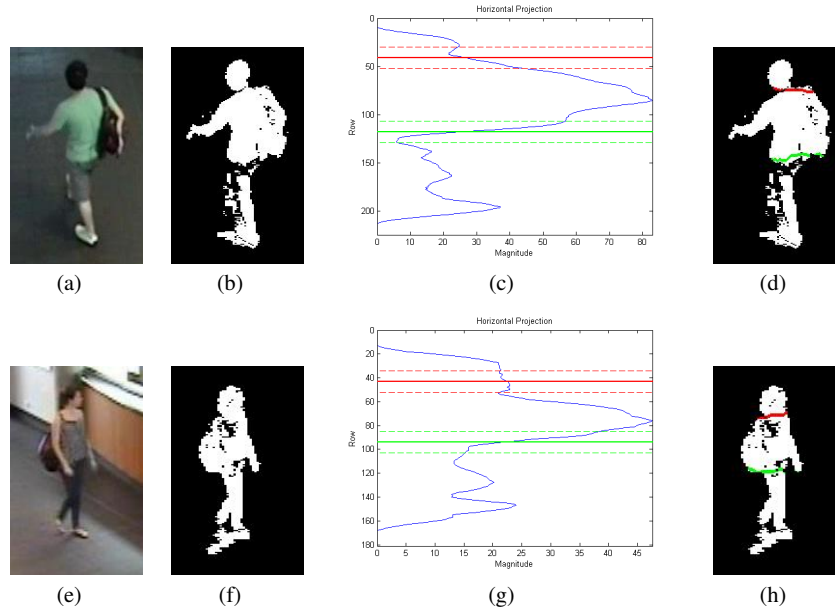 Horizontal Projection
0
50
100
150
200
Row
0 10 20 30 40 50 60 70 80
Magnitude
(a) (b) (c) (d)
Horizontal Projection
0
20
40
60
80
100
120
140
160
180
Row
0 5 10 15 20 25 30 35 40 45
Magnitude
(e) (f) (g) (h)